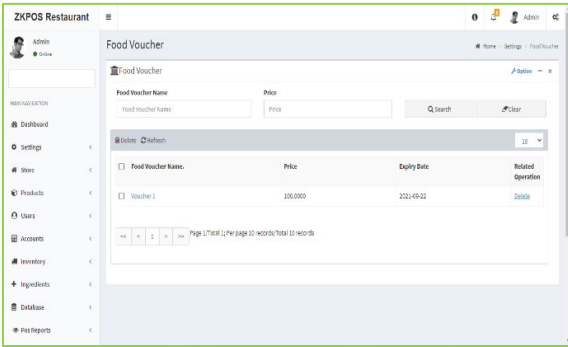 ZKPOS Restaurant
Admin
Admin
Online
Food Voucher
Home
Settings
Food Voucher
Food Voucher
Option
MAIN NAVIGATION
Food Voucher Name
Price
Food Voucher Name
Price
Search
Clear
Dashboard
Settings
Delete
Refresh
10
Store
Food Voucher Name.
Price
Expiry Date
Related
Operation
Products
Voucher 1
100.0000
2021-09-22
Delete
Users
Accounts
<<
<
1
>
>>
Page 1/Total 1; Per page 10 records/Total 10 records
Inventory
Ingredients
Database
Pos Reports